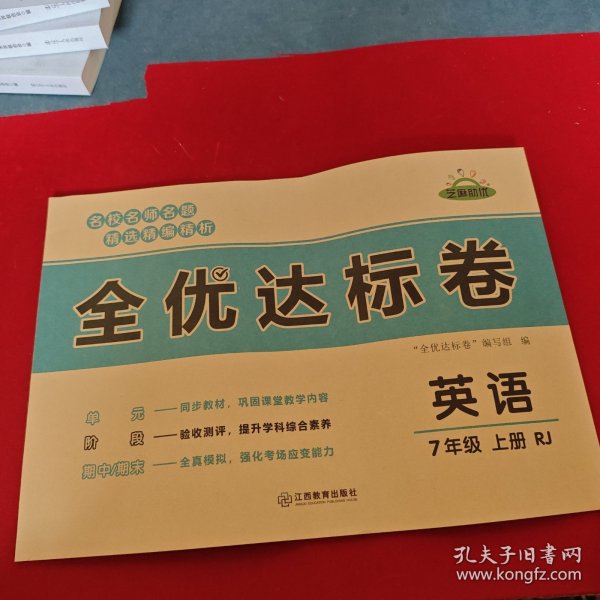 芝麻助优
名校名师名题
精选精编精析
全优达标卷
“全优达标卷”编写组 编
英语
7年级 上册 RJ
单元——同步教材，巩固课堂教学内容
阶段——验收测评，提升学科综合素养
期中/期末——全真模拟，强化考场应变能力
江西教育出版社
JIANGXI EDUCATION PUBLISHING HOUSE
孔夫子旧书网
www.kongfz.com